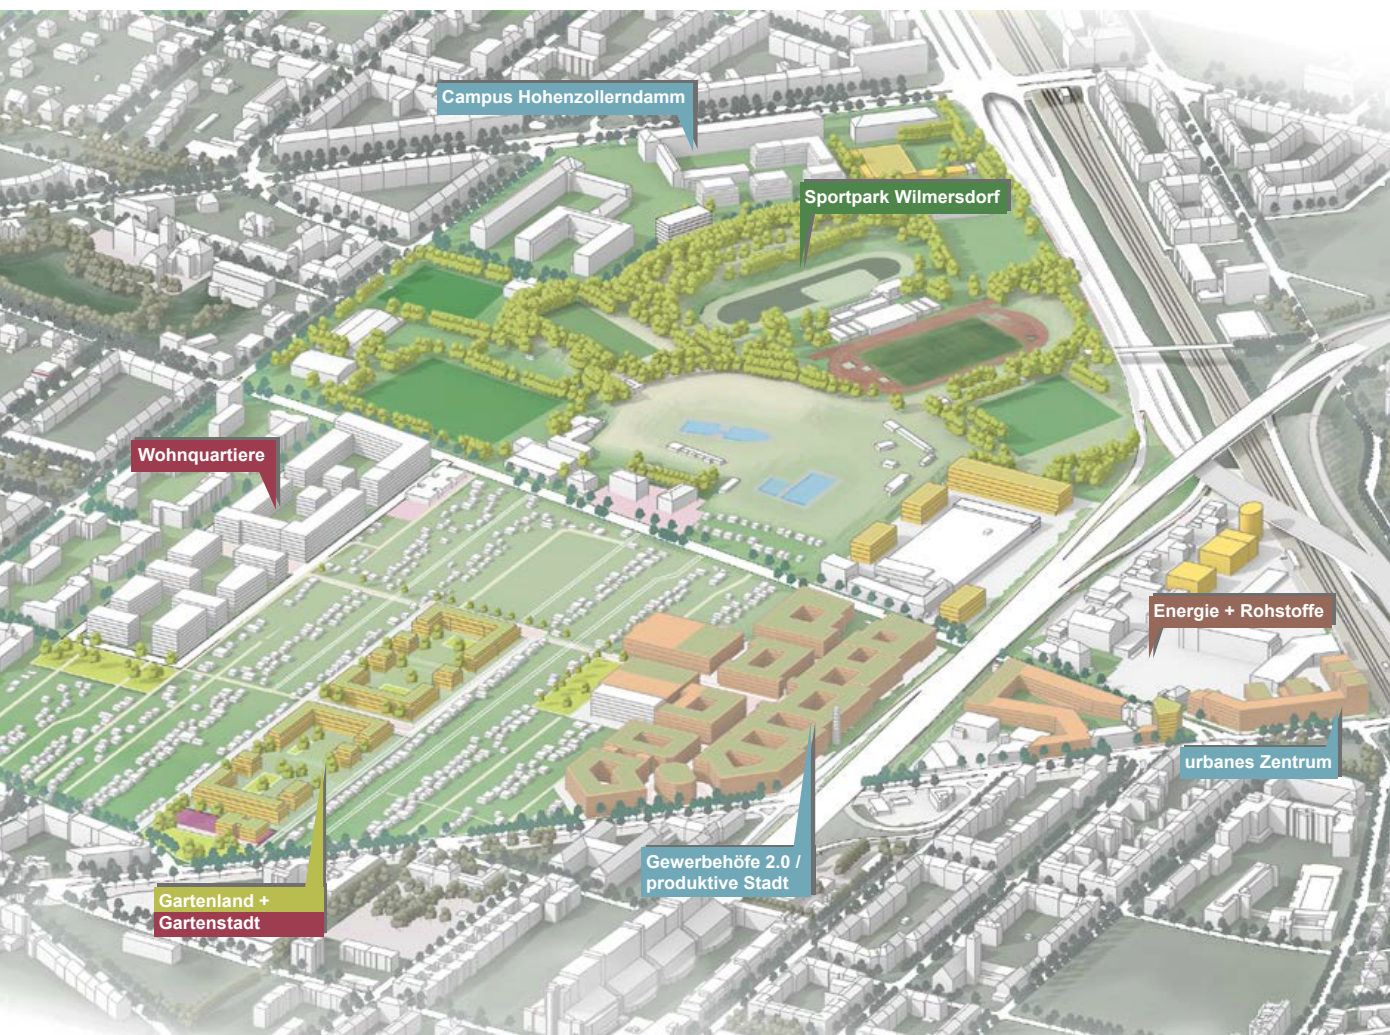 Campus Hohenzollerndamm
Sportpark Wilmersdorf
Wohnquartiere
Energie + Rohstoffe
urbanes Zentrum
Gewerbehöfe 2.0 /
produktive Stadt
Gartenland +
Gartenstadt